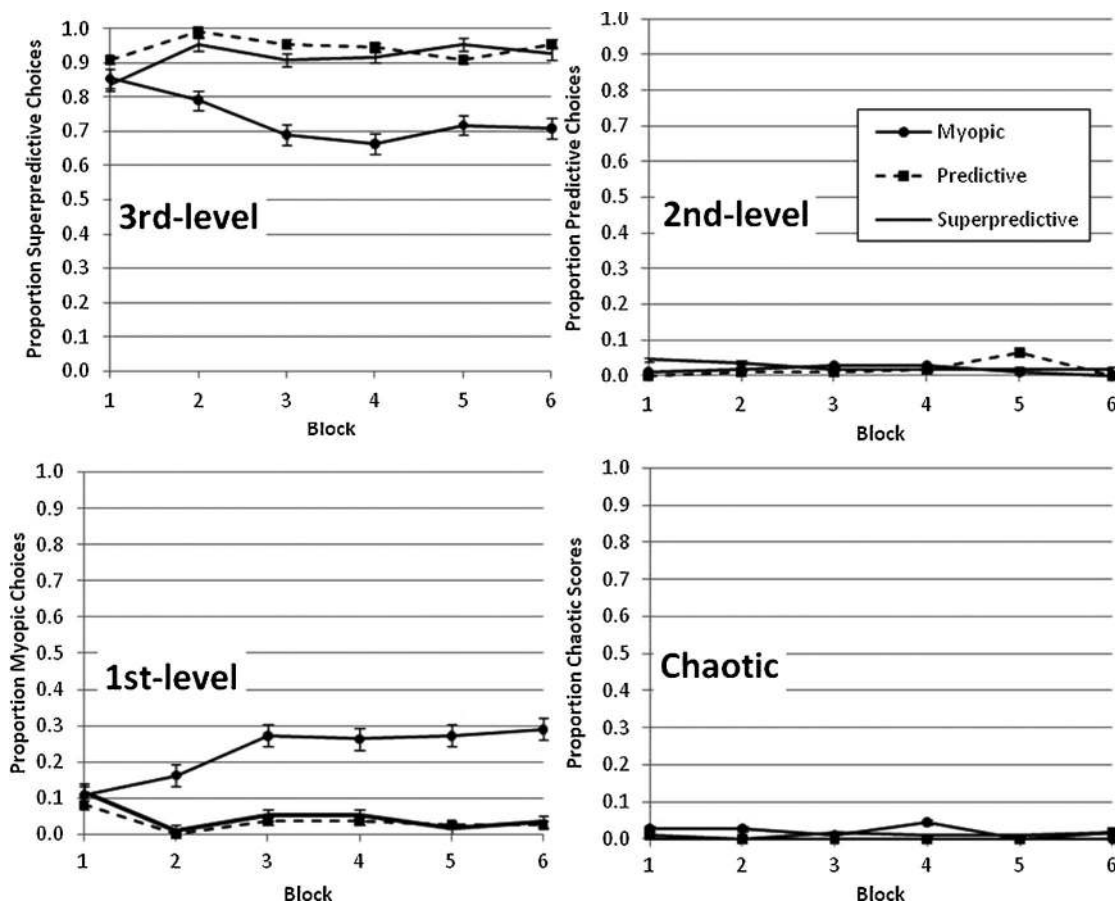 Proportion Superpredictive Choices
1.0
0.9
0.8
0.7
0.6
0.5
0.4
0.3
0.2
0.1
0.0
3rd-level
1 2 3 4 5 6
Block
Proportion Predictive Choices
1.0
0.9
0.8
0.7
0.6
0.5
0.4
0.3
0.2
0.1
0.0
2nd-level
Myopic
Predictive
Superpredictive
1 2 3 4 5 6
Block
Proportion Myopic Choices
1.0
0.9
0.8
0.7
0.6
0.5
0.4
0.3
0.2
0.1
0.0
1st-level
1 2 3 4 5 6
Block
Proportion Chaotic Scores
1.0
0.9
0.8
0.7
0.6
0.5
0.4
0.3
0.2
0.1
0.0
Chaotic
1 2 3 4 5 6
Block